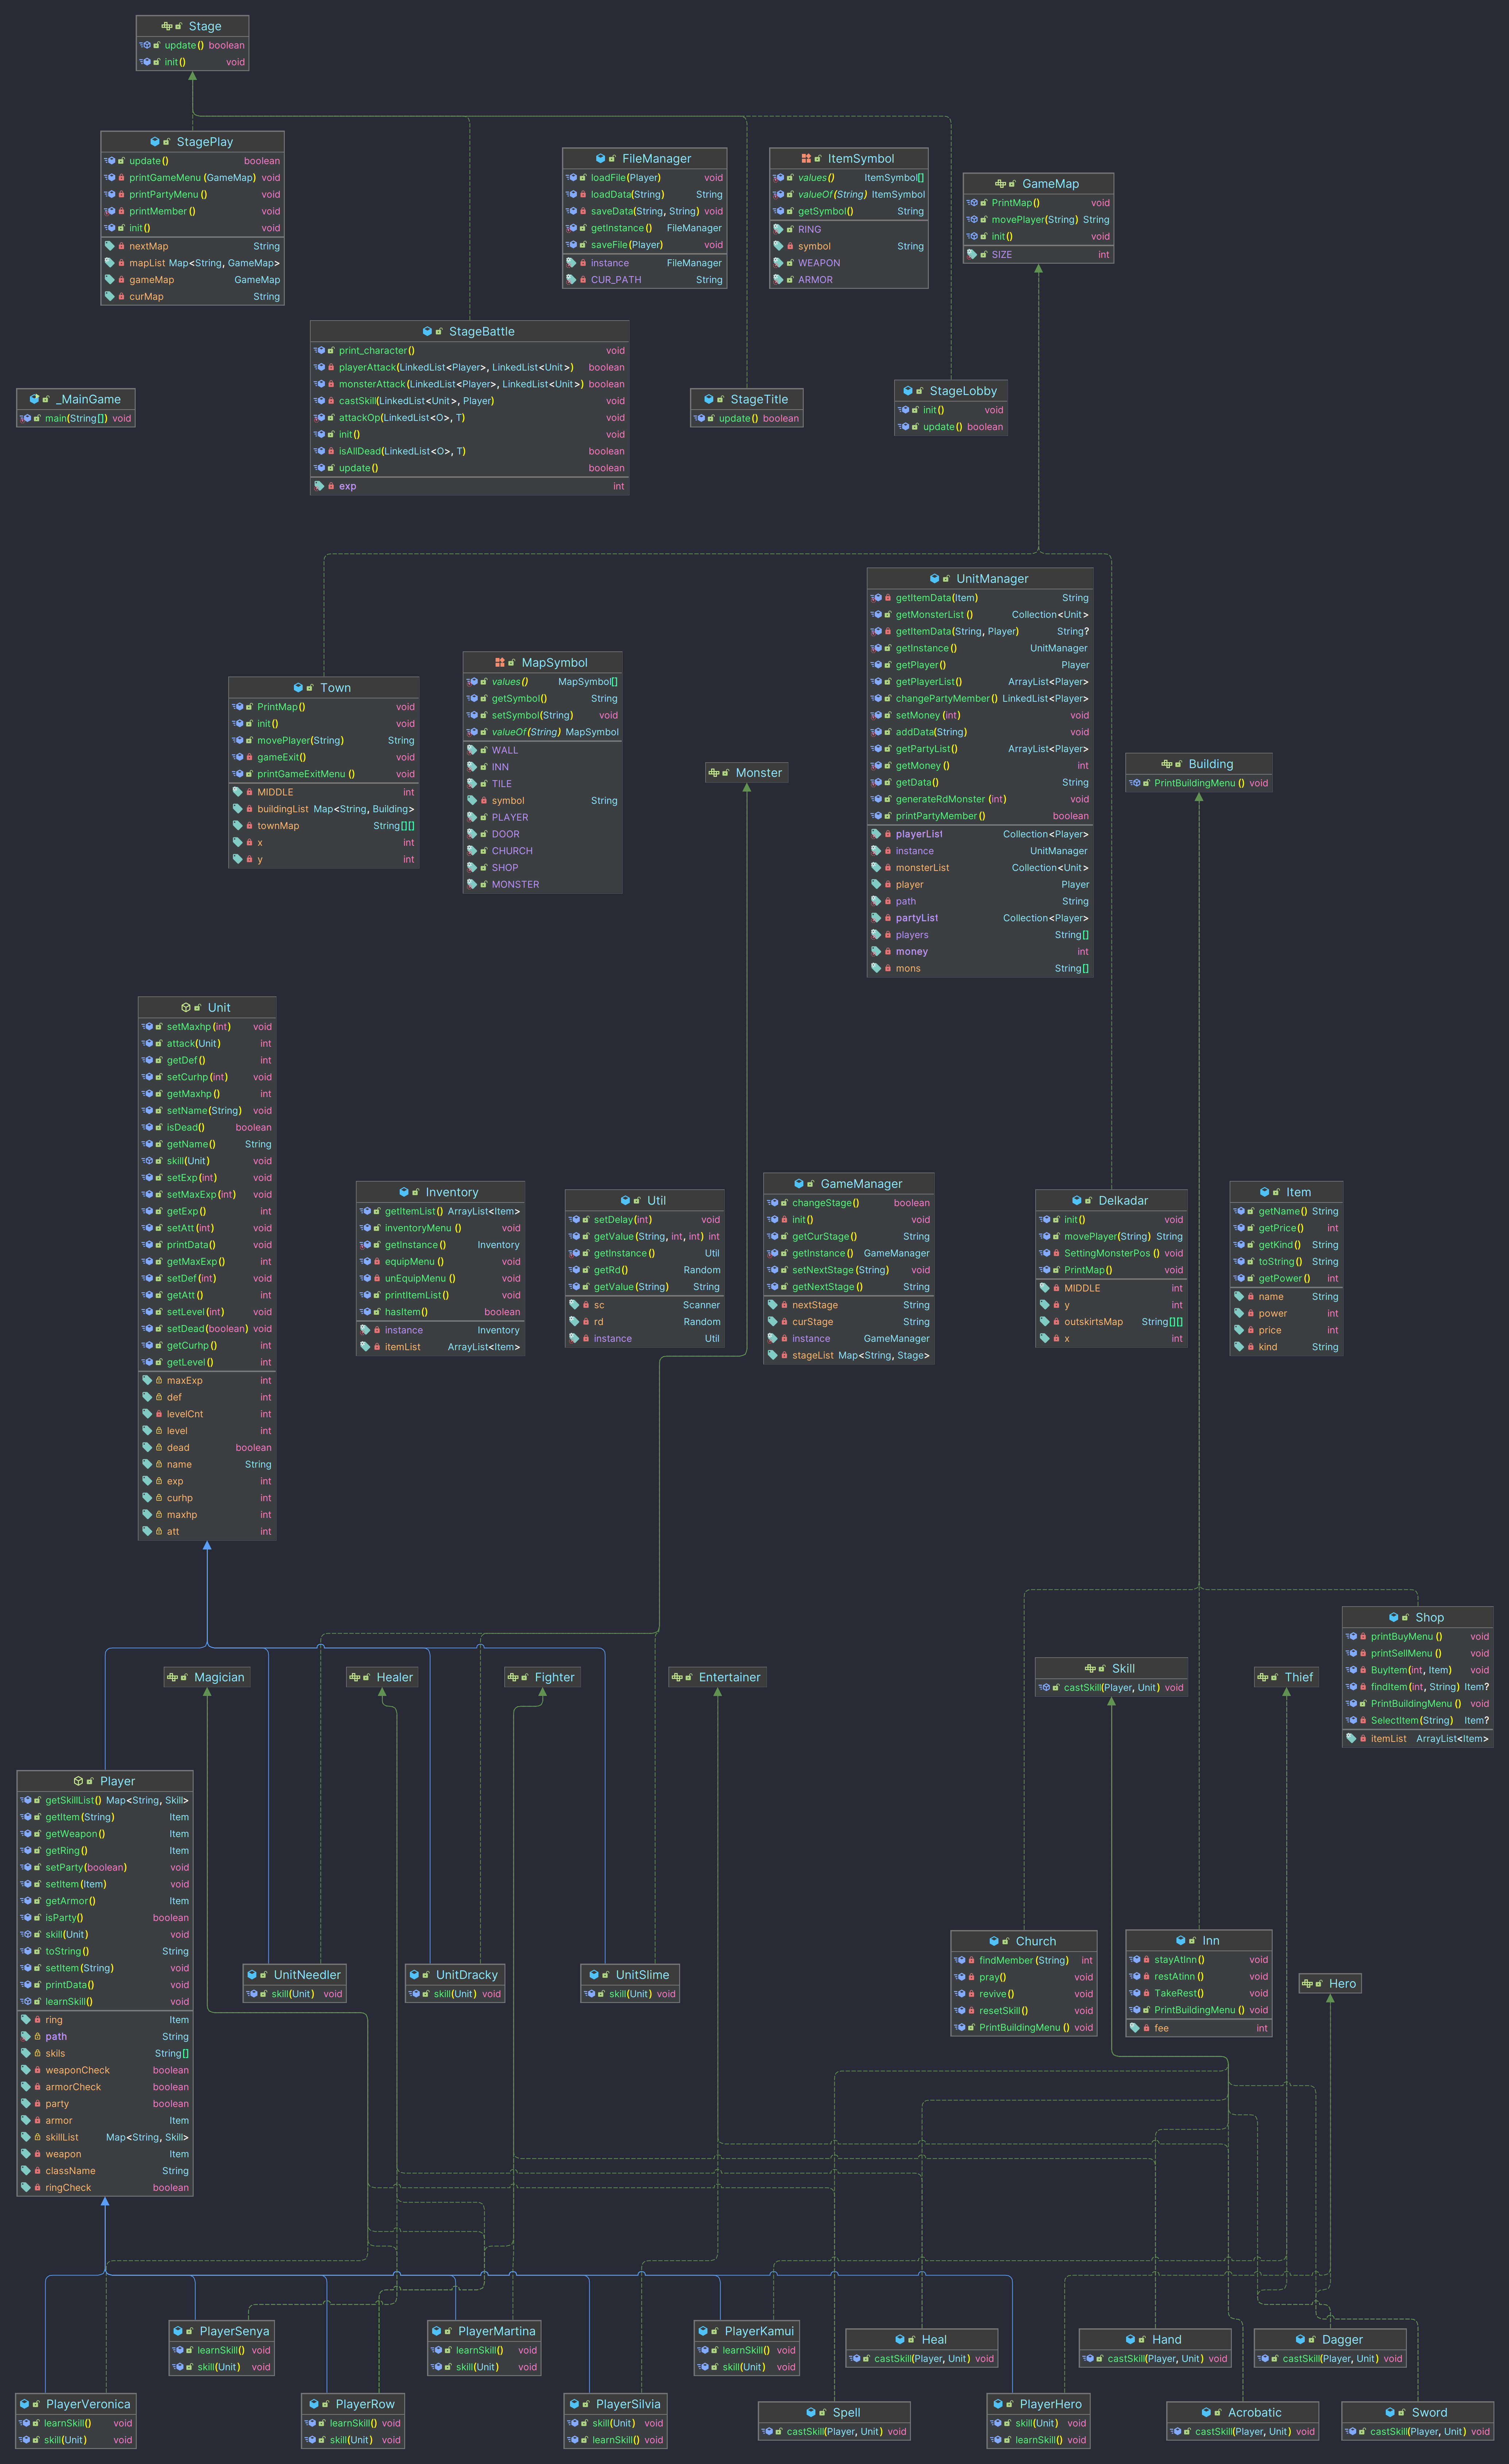 Stage
update() boolean
init() void
StagePlay
update() boolean
printGameMenu(GameMap) void
printPartyMenu() void
printMember() void
init() void
nextMap String
mapList Map<String, GameMap>
gameMap GameMap
curMap String
FileManager
loadFile(Player) void
loadData(String) String
saveData(String, String) void
getInstance() FileManager
saveFile(Player) void
instance FileManager
CUR_PATH String
ItemSymbol
values() ItemSymbol[]
valueOf(String) ItemSymbol
getSymbol() String
RING
symbol String
WEAPON
ARMOR
GameMap
PrintMap() void
movePlayer(String) String
init() void
SIZE int
StageBattle
print_character() void
playerAttack(LinkedList<Player>, LinkedList<Unit>) boolean
monsterAttack(LinkedList<Player>, LinkedList<Unit>) boolean
castSkill(LinkedList<Unit>, Player) void
attackOp(LinkedList<O>, T) void
init() void
isAllDead(LinkedList<O>, T) boolean
update() boolean
exp int
_MainGame
main(String[]) void
StageTitle
update() boolean
StageLobby
init() void
update() boolean
Town
PrintMap() void
init() void
movePlayer(String) String
gameExit() void
printGameExitMenu() void
MIDDLE int
buildingList Map<String, Building>
townMap String[][]
x int
y int
MapSymbol
values() MapSymbol[]
getSymbol() String
setSymbol(String) void
valueOf(String) MapSymbol
WALL
INN
TILE
symbol String
PLAYER
DOOR
CHURCH
SHOP
MONSTER
Monster
UnitManager
getItemData(Item) String
getMonsterList() Collection<Unit>
getItemData(String, Player) String?
getInstance() UnitManager
getPlayer() Player
getPlayerList() ArrayList<Player>
changePartyMember() LinkedList<Player>
setMoney(int) void
addData(String) void
getPartyList() ArrayList<Player>
getMoney() int
getData() String
generateRdMonster(int) void
printPartyMember() boolean
playerList Collection<Player>
instance UnitManager
monsterList Collection<Unit>
player Player
path String
partyList Collection<Player>
players String[]
money int
mons String[]
Building
PrintBuildingMenu() void
Unit
setMaxhp(int) void
attack(Unit) int
getDef() int
setCurhp(int) void
getMaxhp() int
setName(String) void
isDead() boolean
getName() String
skill(Unit) void
setExp(int) void
setMaxExp(int) void
getExp() int
setAtt(int) void
printData() void
getMaxExp() int
setDef(int) void
getAtt() int
setLevel(int) void
setDead(boolean) void
getCurhp() int
getLevel() int
maxExp int
def int
levelCnt int
level int
dead boolean
name String
exp int
curhp int
maxhp int
att int
Inventory
getItemList() ArrayList<Item>
inventoryMenu() void
getInstance() Inventory
equipMenu() void
unEquipMenu() void
printItemList() void
hasItem() boolean
instance Inventory
itemList ArrayList<Item>
Util
setDelay(int) void
getValue(String, int, int) int
getInstance() Util
getRd() Random
getValue(String) String
sc Scanner
rd Random
instance Util
GameManager
changeStage() boolean
init() void
getCurStage() String
getInstance() GameManager
setNextStage(String) void
getNextStage() String
nextStage String
curStage String
instance GameManager
stageList Map<String, Stage>
Delkadar
init() void
movePlayer(String) String
SettingMonsterPos() void
PrintMap() void
MIDDLE int
y int
outskirtsMap String[][]
x int
Item
getName() String
getPrice() int
getKind() String
toString() String
getPower() int
name String
power int
price int
kind String
Shop
printBuyMenu() void
printSellMenu() void
BuyItem(int, Item) void
findItem(int, String) Item?
PrintBuildingMenu() void
SelectItem(String) Item?
itemList ArrayList<Item>
Magician
Healer
Fighter
Entertainer
Skill
castSkill(Player, Unit) void
Thief
Player
getSkillList() Map<String, Skill>
getItem(String) Item
getWeapon() Item
getRing() Item
setParty(boolean) void
setItem(Item) void
getArmor() Item
isParty() boolean
skill(Unit) void
toString() String
setItem(String) void
printData() void
learnSkill() void
ring Item
path String
skils String[]
weaponCheck boolean
armorCheck boolean
party boolean
armor Item
skillList Map<String, Skill>
weapon Item
className String
ringCheck boolean
UnitNeedler
skill(Unit) void
UnitDracky
skill(Unit) void
UnitSlime
skill(Unit) void
Church
findMember(String) int
pray() void
revive() void
resetSkill() void
PrintBuildingMenu() void
Inn
stayAtInn() void
restAtinn() void
TakeRest() void
PrintBuildingMenu() void
fee int
Hero
PlayerSenya
learnSkill() void
skill(Unit) void
PlayerMartina
learnSkill() void
skill(Unit) void
PlayerKamui
learnSkill() void
skill(Unit) void
Heal
castSkill(Player, Unit) void
Hand
castSkill(Player, Unit) void
Dagger
castSkill(Player, Unit) void
PlayerVeronica
learnSkill() void
skill(Unit) void
PlayerRow
learnSkill() void
skill(Unit) void
PlayerSilvia
skill(Unit) void
learnSkill() void
Spell
castSkill(Player, Unit) void
PlayerHero
skill(Unit) void
learnSkill() void
Acrobatic
castSkill(Player, Unit) void
Sword
castSkill(Player, Unit) void